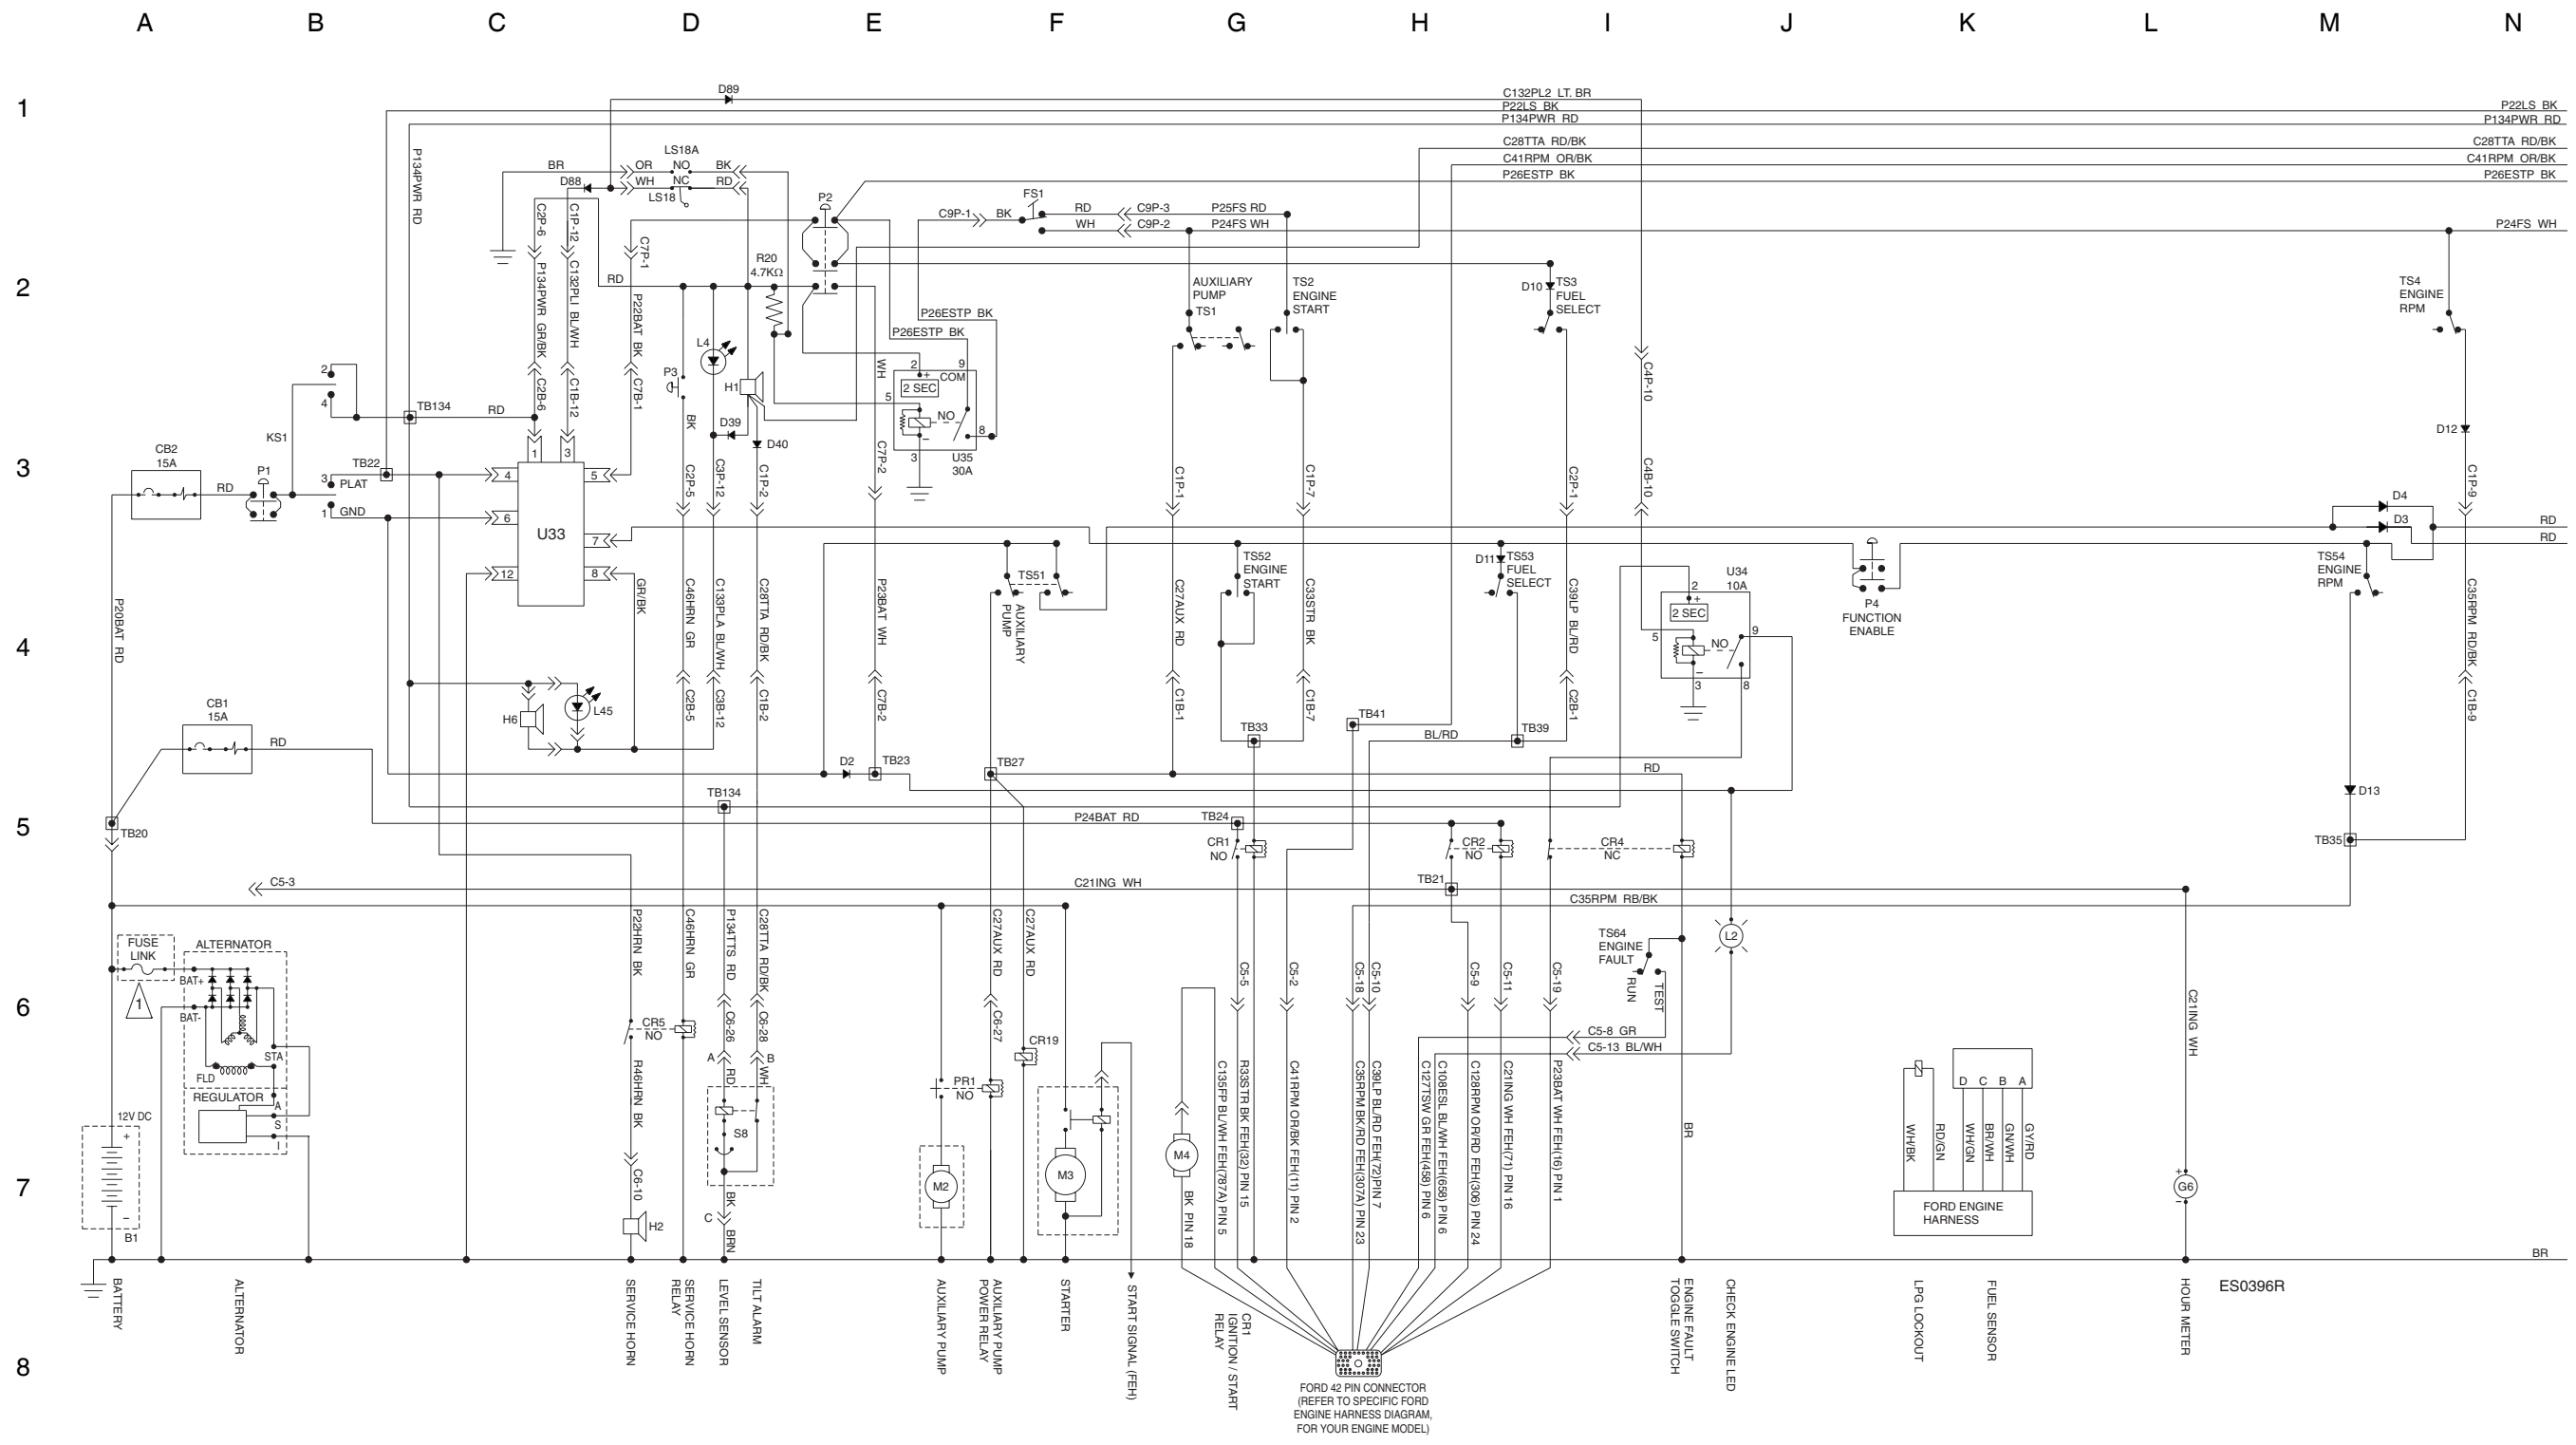 A B C D E F G H I J K L M N
1
2
3
4
5
6
7
8
D89
C132PL2 LT. BR
P22LS BK
P134PWR RD
C28TTA RD/BK
C41RPM OR/BK
P26ESTP BK
P22LS BK
P134PWR RD
C28TTA RD/BK
C41RPM OR/BK
P26ESTP BK
P24FS WH
P134PWR RD
LS18A
BR
OR
NO
BK
D88
WH
NC
RD
LS18
C2P-6
C1P-12
P134PWR GR/BK
C132PLI BL/WH
C2B-6
C1B-12
C7P-1
P22BAT BK
C7B-1
RD
R20
4.7KΩ
P2
C9P-1
BK
FS1
RD
WH
C9P-3
C9P-2
P25FS RD
P24FS WH
AUXILIARY
PUMP
TS1
TS2
ENGINE
START
D10
TS3
FUEL
SELECT
TS4
ENGINE
RPM
P26ESTP BK
P26ESTP BK
L4
P3
H1
BK
D39
D40
WH
2
9
+
COM
2 SEC
5
NO
8
–
3
U35
30A
C4P-10
C4B-10
D12
2
4
KS1
TB134
RD
CB2
15A
RD
P1
TB22
3
PLAT
1
GND
1
3
4
5
6
U33
7
12
8
GR/BK
C2P-5
C3P-12
C1P-2
C7P-2
C1P-1
C1P-7
C2P-1
C1P-9
D4
D3
RD
RD
TS51
AUXILIARY
PUMP
TS52
ENGINE
START
D11
TS53
FUEL
SELECT
U34
10A
2
+
2 SEC
5
NO
9
–
3
8
P4
FUNCTION
ENABLE
TS54
ENGINE
RPM
P20BAT RD
C46HRN GR
C133PLA BL/WH
C28TTA RD/BK
P23BAT WH
C27AUX RD
C33STR BK
C39LP BL/RD
C35RPM RD/BK
CB1
15A
RD
H6
L45
C2B-5
C3B-12
C1B-2
C7B-2
C1B-1
C1B-7
C2B-1
C1B-9
TB33
TB41
BL/RD
TB39
D2
TB23
TB27
RD
TB134
D13
TB20
P24BAT RD
TB24
CR1
NO
CR2
NO
CR4
NC
TB35
C5-3
C21ING WH
TB21
C35RPM RB/BK
FUSE
LINK
ALTERNATOR
BAT+
1
BAT-
STA
FLD
REGULATOR
A
S
I
12V DC
+
–
B1
P22HRN BK
C46HRN GR
P134TTS RD
C28TTA RD/BK
C27AUX RD
C27AUX RD
C5-5
C5-2
C5-18
C5-10
C5-9
C5-11
C5-19
TS64
ENGINE
FAULT
RUN
TEST
L2
C5-8 GR
C5-13 BL/WH
CR5
NO
C6-26
C6-28
C6-27
A
B
RD
WH
S8
BK
C
BRN
R46HRN BK
C6-10
H2
PR1
NO
CR19
M2
M3
M4
BK PIN 18
C135FP BL/WH FEH(787A) PIN 5
R33STR BK FEH(32) PIN 15
C41RPM OR/BK FEH(11) PIN 2
C35RPM BK/RD FEH(307A) PIN 23
C39LP BL/RD FEH(72)PIN 7
C127TSW GR FEH(458) PIN 6
C108ESL BL/WH FEH(658) PIN 6
C128RPM OR/RD FEH(306) PIN 24
C21ING WH FEH(71) PIN 16
P23BAT WH FEH(16) PIN 1
BR
D C B A
WH/BK
RD/GN
WH/GN
BR/WH
GN/WH
GY/RD
FORD ENGINE
HARNESS
C21ING WH
+
G6
–
BR
BATTERY
ALTERNATOR
SERVICE HORN
SERVICE HORN
RELAY
LEVEL SENSOR
TILT ALARM
AUXILIARY PUMP
AUXILIARY PUMP
POWER RELAY
STARTER
START SIGNAL (FEH)
CR1
IGNITION / START
RELAY
FORD 42 PIN CONNECTOR
(REFER TO SPECIFIC FORD
ENGINE HARNESS DIAGRAM,
FOR YOUR ENGINE MODEL)
ENGINE FAULT
TOGGLE SWITCH
CHECK ENGINE LED
LPG LOCKOUT
FUEL SENSOR
HOUR METER
ES0396R